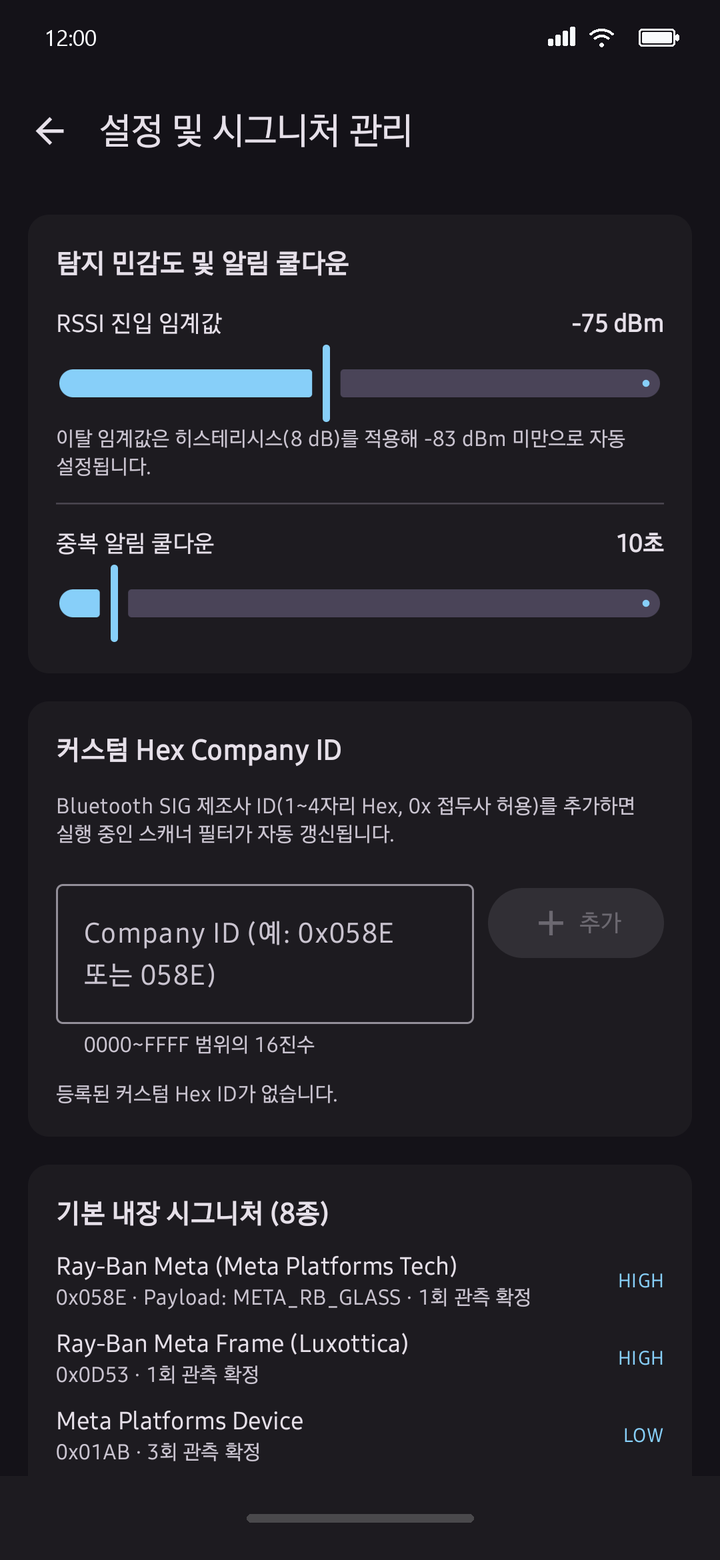 12:00
설정 및 시그니처 관리
탐지 민감도 및 알림 쿨다운
RSSI 진입 임계값
-75 dBm
이탈 임계값은 히스테리시스(8 dB)를 적용해 -83 dBm 미만으로 자동
설정됩니다.
중복 알림 쿨다운
10초
커스텀 Hex Company ID
Bluetooth SIG 제조사 ID(1~4자리 Hex, 0x 접두사 허용)를 추가하면
실행 중인 스캐너 필터가 자동 갱신됩니다.
Company ID (예: 0x058E
또는 058E)
추가
0000~FFFF 범위의 16진수
등록된 커스텀 Hex ID가 없습니다.
기본 내장 시그니처 (8종)
Ray-Ban Meta (Meta Platforms Tech)
0x058E · Payload: META_RB_GLASS · 1회 관측 확정
HIGH
Ray-Ban Meta Frame (Luxottica)
0x0D53 · 1회 관측 확정
HIGH
Meta Platforms Device
0x01AB · 3회 관측 확정
LOW